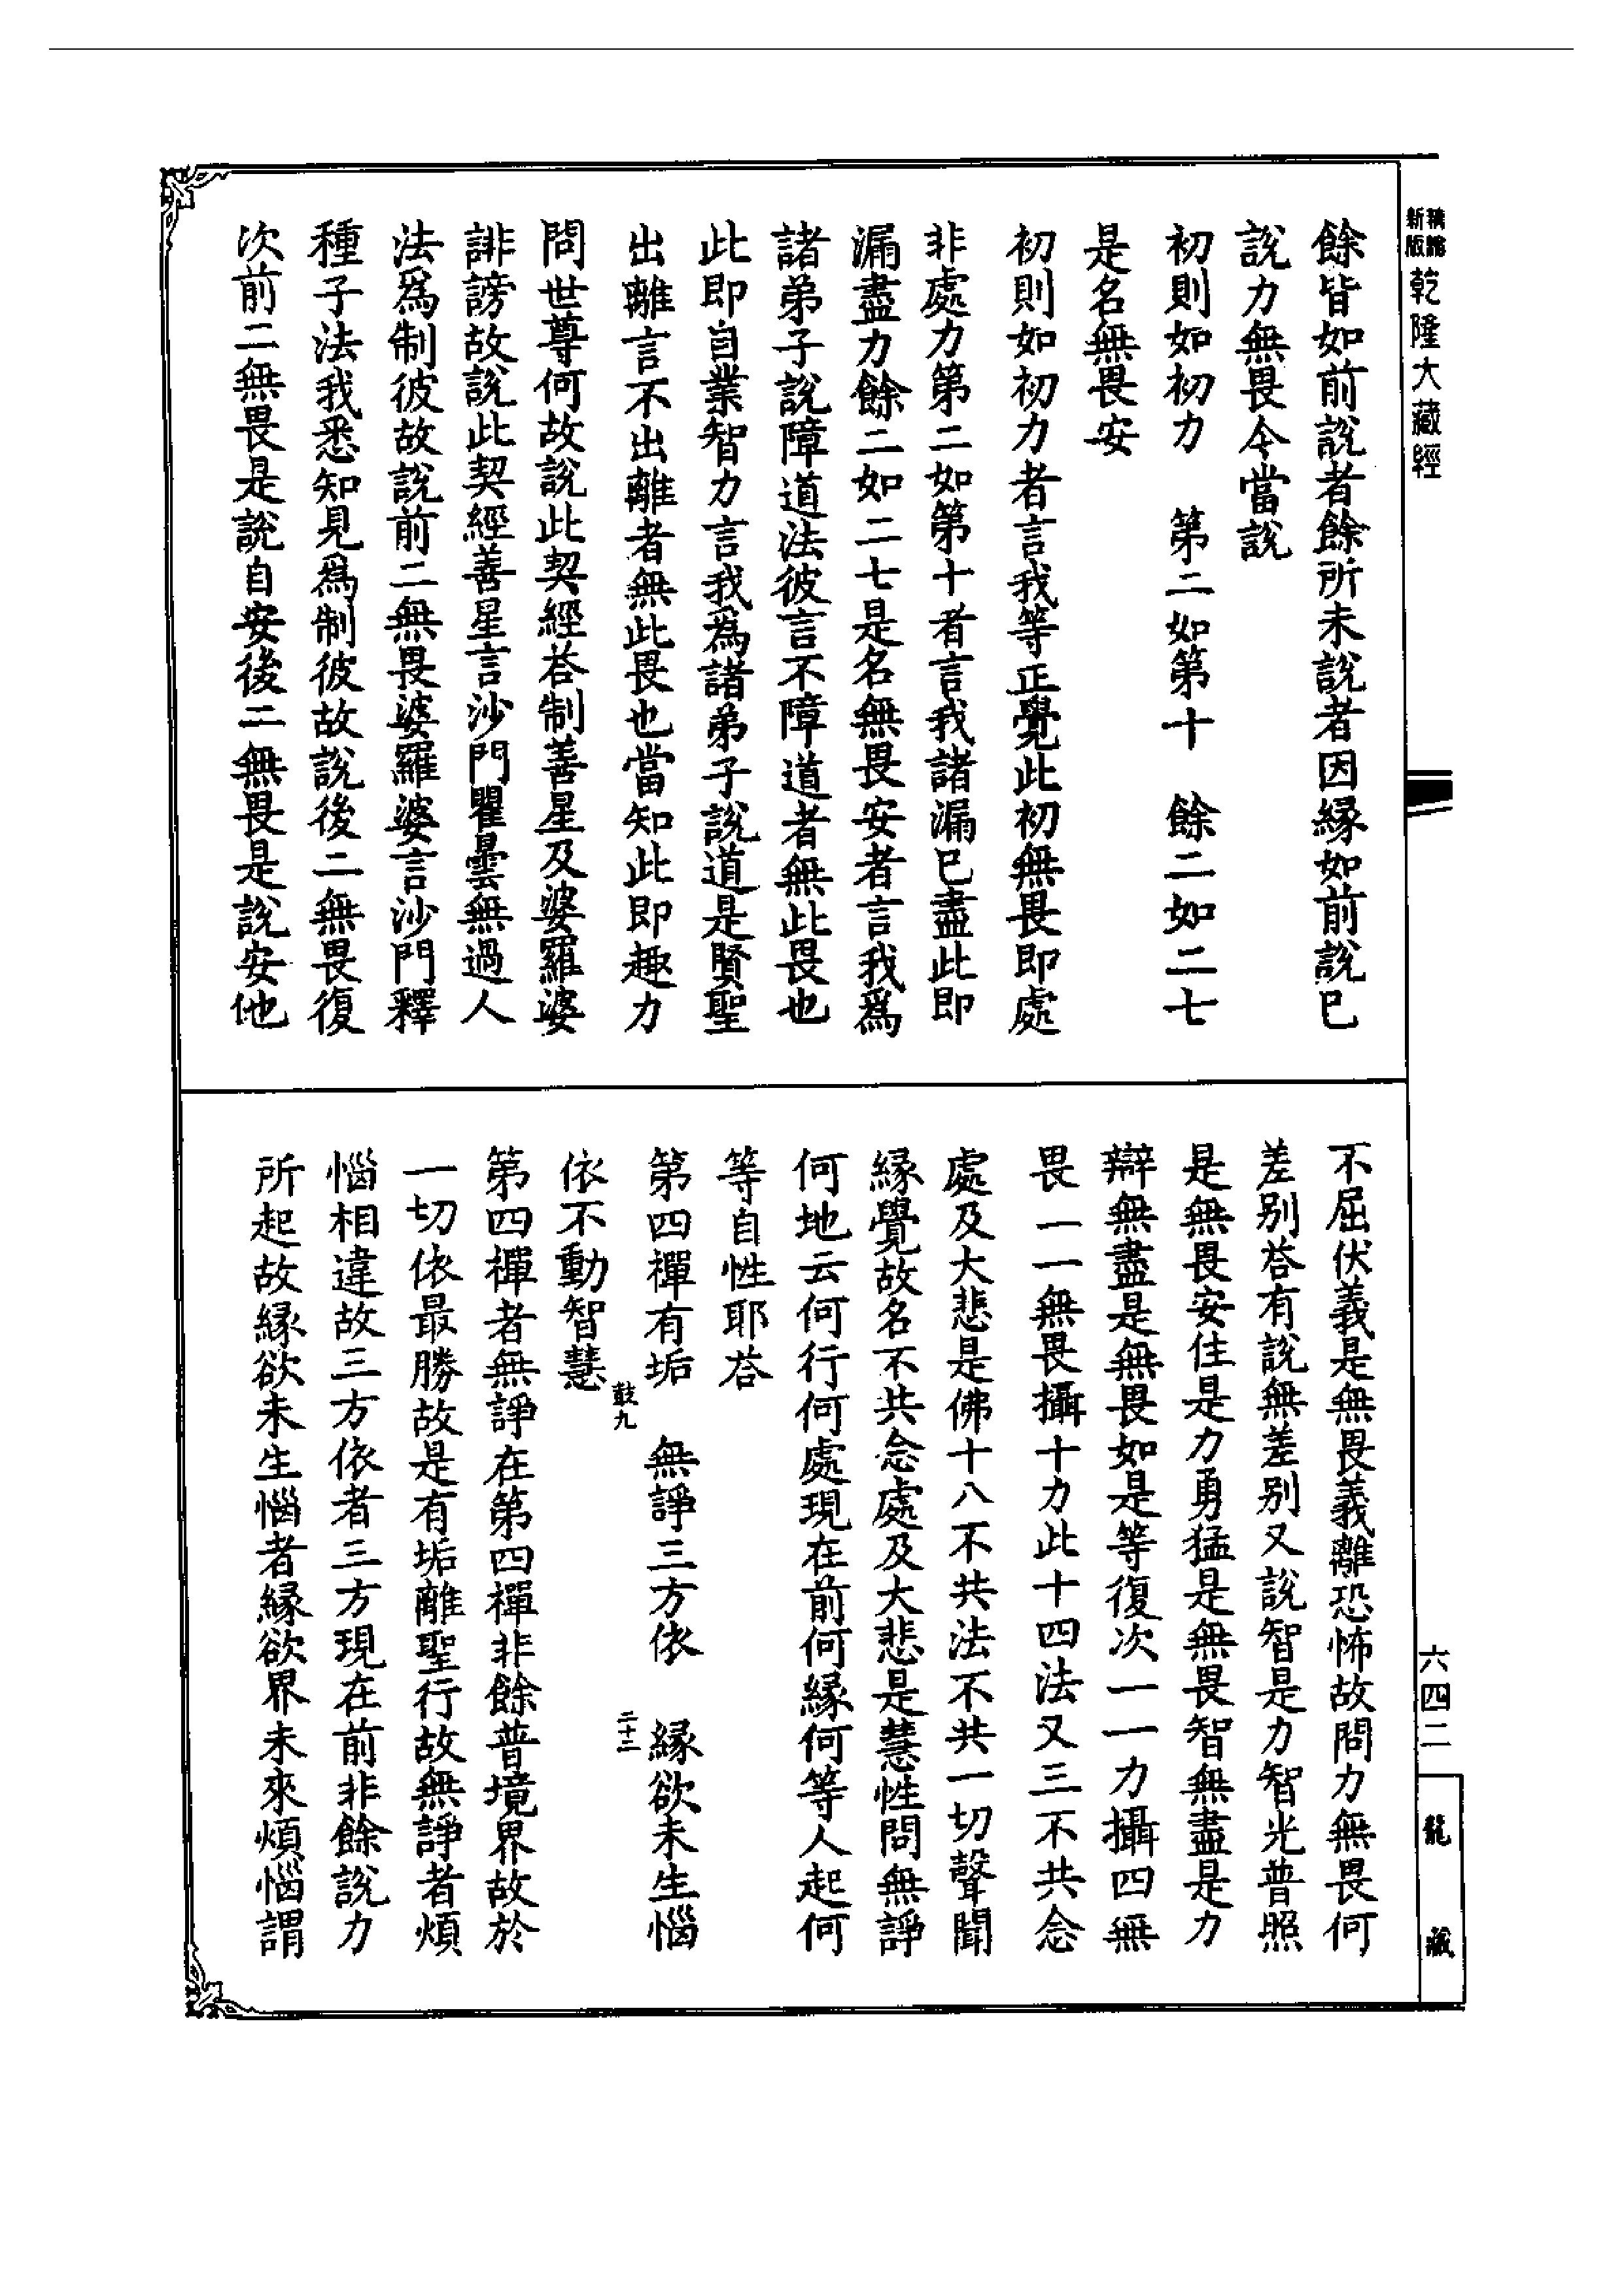 新版 精縮 乾隆大藏經
餘皆如前說者餘所未說者因緣如前說已
說力無畏今當說
初則如初力　第二如第十　餘二如二七
是名無畏安
初則如初力者言我等正覺此初無畏即處
非處力第二如第十者言我諸漏已盡此即
漏盡力餘二如二七是名無畏安者言我爲
諸弟子說障道法彼言不障道者無此畏也
此即自業智力言我爲諸弟子說道是賢聖
出離言不出離者無此畏也當知此即趣力
問世尊何故說此契經荅制善星及婆羅婆
誹謗故說此契經善星言沙門瞿曇無過人
法爲制彼故說前二無畏婆羅婆言沙門釋
種子法我悉知見爲制彼故說後二無畏復
次前二無畏是說自安後二無畏是說安他
不屈伏義是無畏義離恐怖故問力無畏何
差别荅有說無差别又說智是力智光普照
是無畏安住是力勇猛是無畏智無盡是力
辯無盡是無畏如是等復次一一力攝四無
畏一一無畏攝十力此十四法又三不共念
處及大悲是佛十八不共法不共一切聲聞
緣覺故名不共念處及大悲是慧性問無諍
何地云何行何處現在前何緣何等人起何
等自性耶荅
第四禪有垢　無諍三方依　緣欲未生惱
鼓九　二十二
依不動智慧
第四禪者無諍在第四禪非餘普境界故於
一切依最勝故是有垢離聖行故無諍者煩
惱相違故三方依者三方現在前非餘說力
所起故緣欲未生惱者緣欲界未來煩惱謂
六四二
龍藏